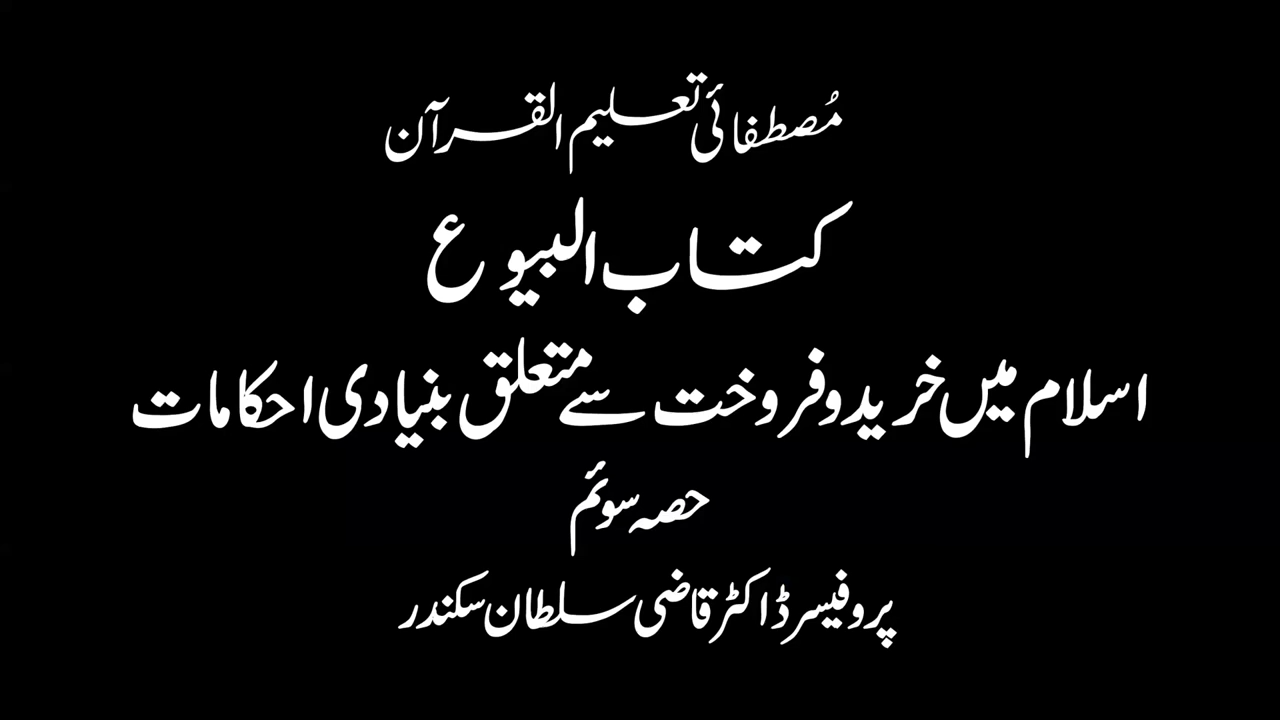 مُصطفائی تعلیم القرآن
کتاب البیوع
اسلام میں خرید و فروخت سے متعلق بنیادی احکامات
حصہ سوئم
پروفیسر ڈاکٹر قاضی سلطان سکندر